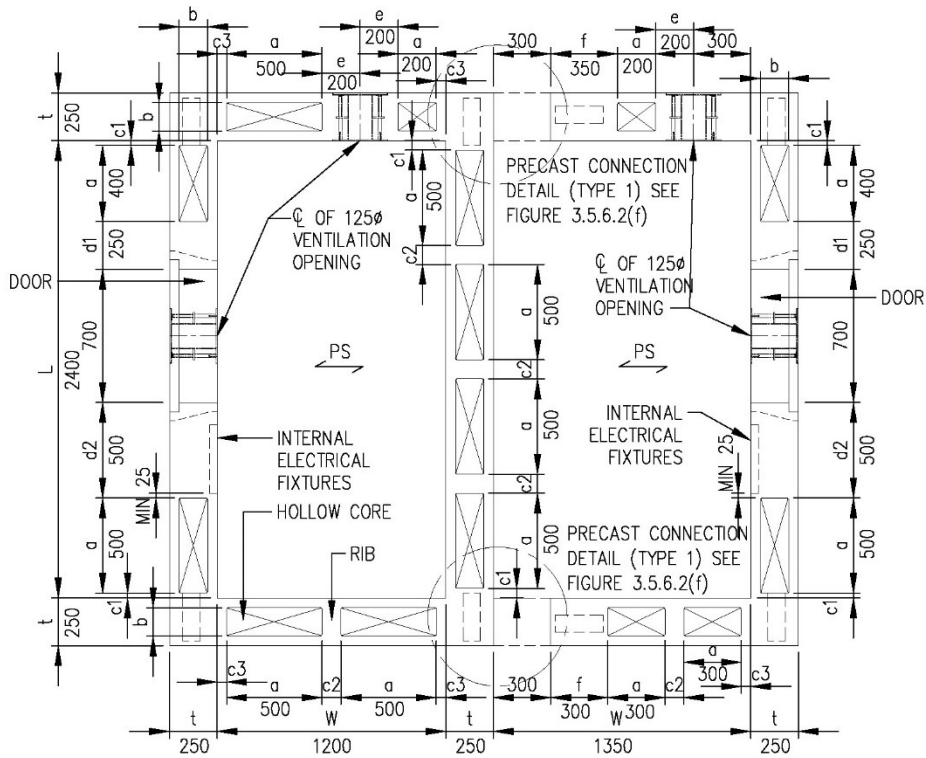 b
c3
a
500
e
200
e
200
a
200
c3
300
f
350
a
200
e
200
300
b
t
250
b
c1
a
400
d1
250
DOOR
700
L
2400
d2
500
MIN 25
a
500
c1
t
250
b
c1
a
500
c2
a
500
c2
a
500
c2
a
500
c1
PRECAST CONNECTION
DETAIL (TYPE 1) SEE
FIGURE 3.5.6.2(f)
℄ OF 125ø
VENTILATION
OPENING
℄ OF 125ø
VENTILATION
OPENING
PS
PS
INTERNAL
ELECTRICAL
FIXTURES
HOLLOW CORE
RIB
INTERNAL
ELECTRICAL
FIXTURES
MIN 25
PRECAST CONNECTION
DETAIL (TYPE 1) SEE
FIGURE 3.5.6.2(f)
c1
a
400
d1
250
DOOR
700
d2
500
a
500
c1
c3
a
500
c2
a
500
c3
300
f
300
a
300
c2
a
300
c3
t
250
W
1200
t
250
W
1350
t
250